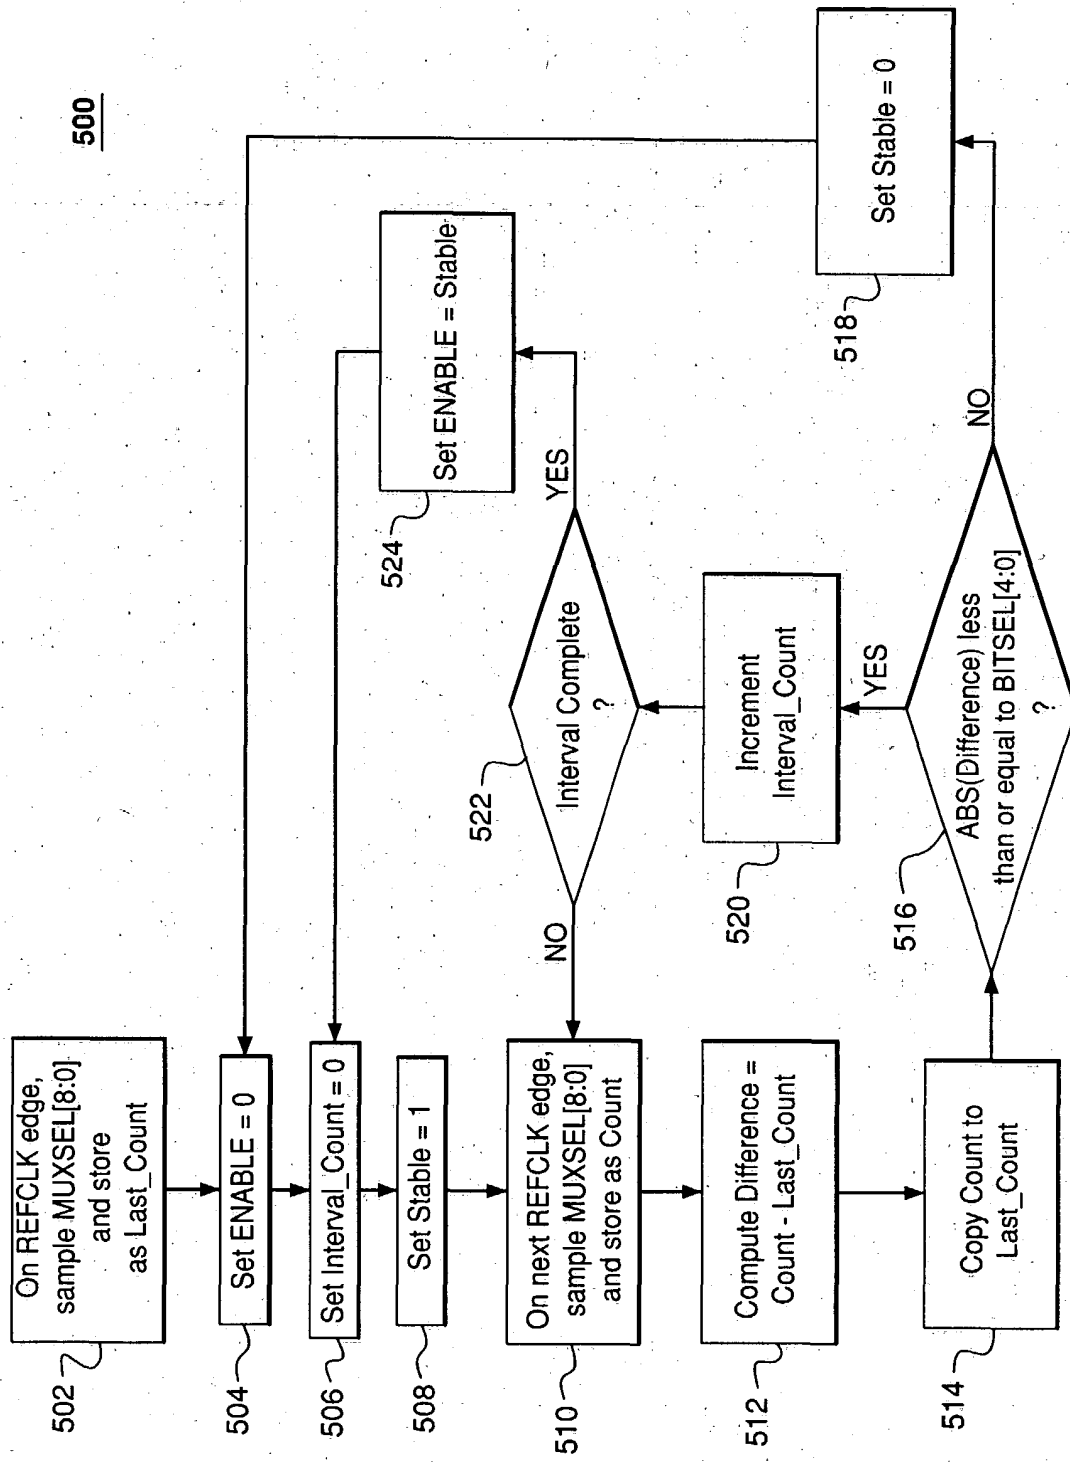 500
On REFCLK edge,
sample MUXSEL[8:0]
and store
as Last_Count
502
Set ENABLE = 0
504
Set Interval_Count = 0
506
Set Stable = 1
508
On next REFCLK edge,
sample MUXSEL[8:0]
and store as Count
510
Compute Difference =
Count - Last_Count
512
Copy Count to
Last_Count
514
ABS(Difference) less
than or equal to BITSEL[4:0]
?
516
NO
YES
Set Stable = 0
518
Increment
Interval_Count
520
Interval Complete
?
522
NO
YES
Set ENABLE = Stable
524